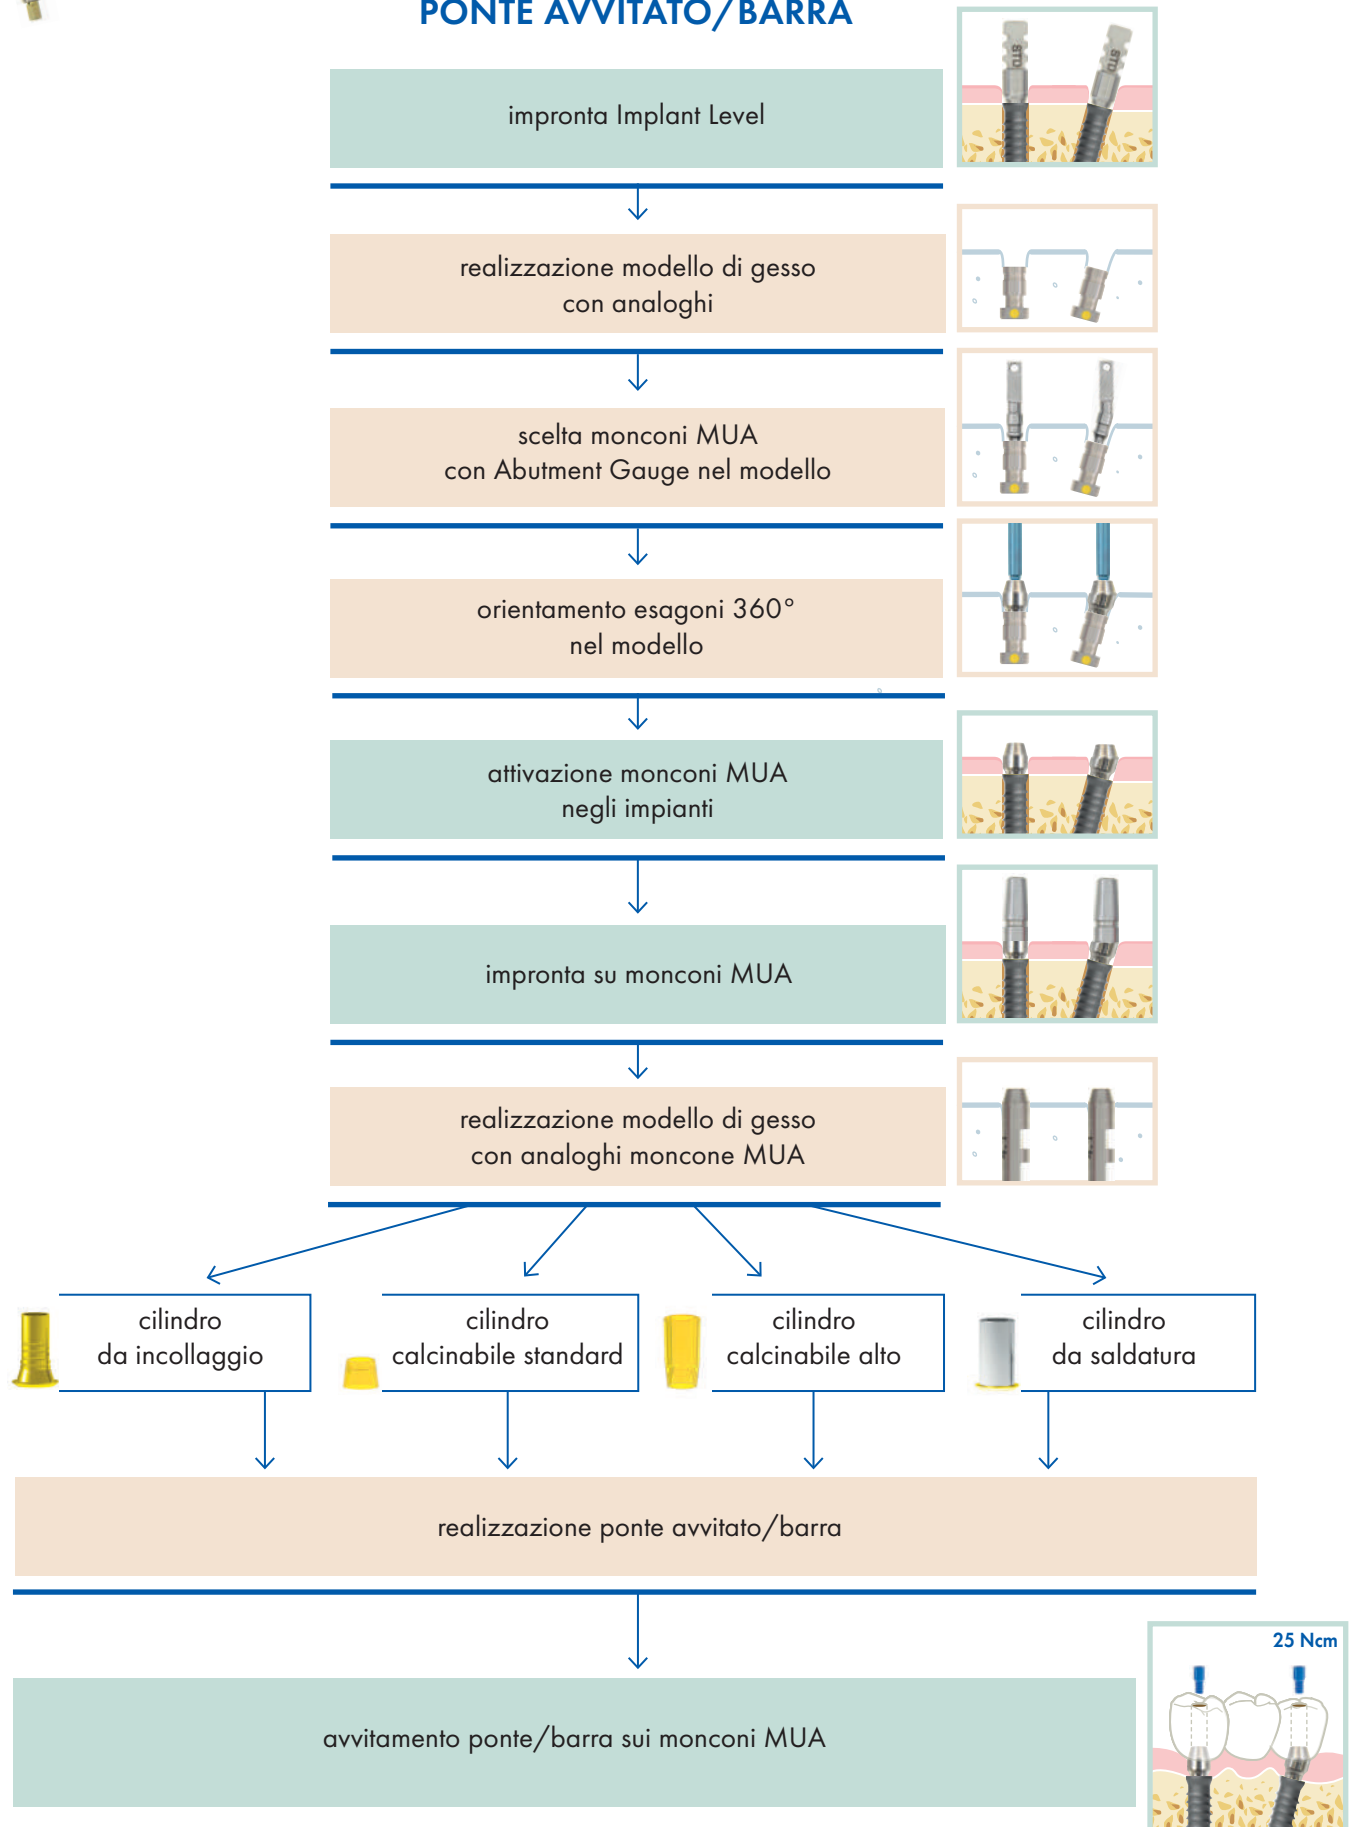 PONTE AVVITATO/BARRA
impronta Implant Level
STD
STD
realizzazione modello di gesso
con analoghi
scelta monconi MUA
con Abutment Gauge nel modello
orientamento esagoni 360°
nel modello
attivazione monconi MUA
negli impianti
impronta su monconi MUA
realizzazione modello di gesso
con analoghi moncone MUA
cilindro
da incollaggio
cilindro
calcinabile standard
cilindro
calcinabile alto
cilindro
da saldatura
realizzazione ponte avvitato/barra
25 Ncm
avvitamento ponte/barra sui monconi MUA